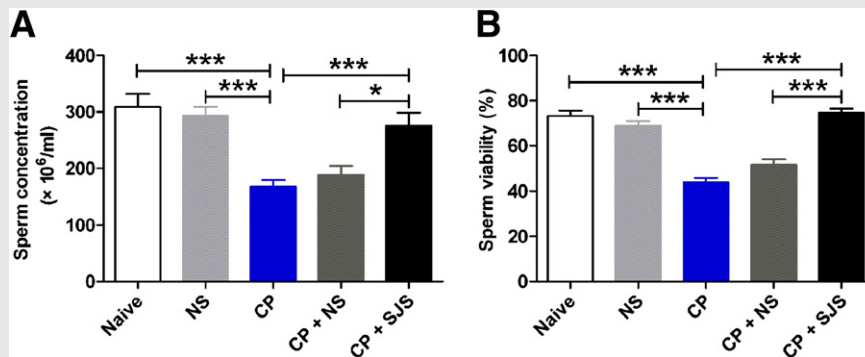 A
Sperm concentration
(× 10⁶/ml)
400
300
200
100
0
***
***
***
*
Naive
NS
CP
CP + NS
CP + SJS
B
Sperm viability (%)
100
80
60
40
20
0
***
***
***
***
Naive
NS
CP
CP + NS
CP + SJS